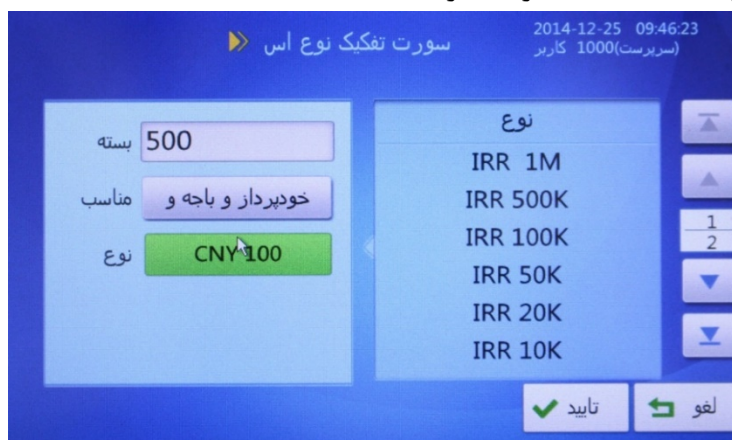 سورت تفکیک نوع اس
2014-12-25 09:46:23
کاربر 1000(سرپرست)
بسته 500
مناسب خودپرداز و باجه و
نوع CNY 100
نوع
IRR 1M
IRR 500K
IRR 100K
IRR 50K
IRR 20K
IRR 10K
1
2
تایید
لغو